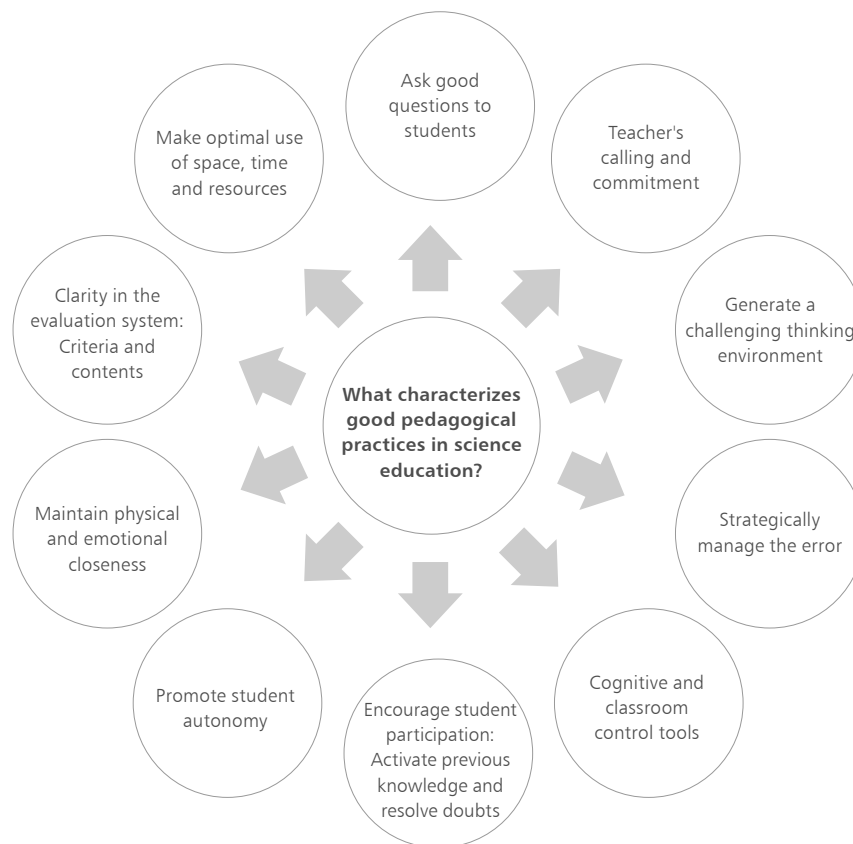 Ask good
questions to
students
Teacher's
calling and
commitment
Generate a
challenging thinking
environment
Strategically
manage the error
Cognitive and
classroom
control tools
Encourage student
participation:
Activate previous
knowledge and
resolve doubts
Promote student
autonomy
Maintain physical
and emotional
closeness
Clarity in the
evaluation system:
Criteria and
contents
Make optimal use
of space, time
and resources
What characterizes
good pedagogical
practices in science
education?